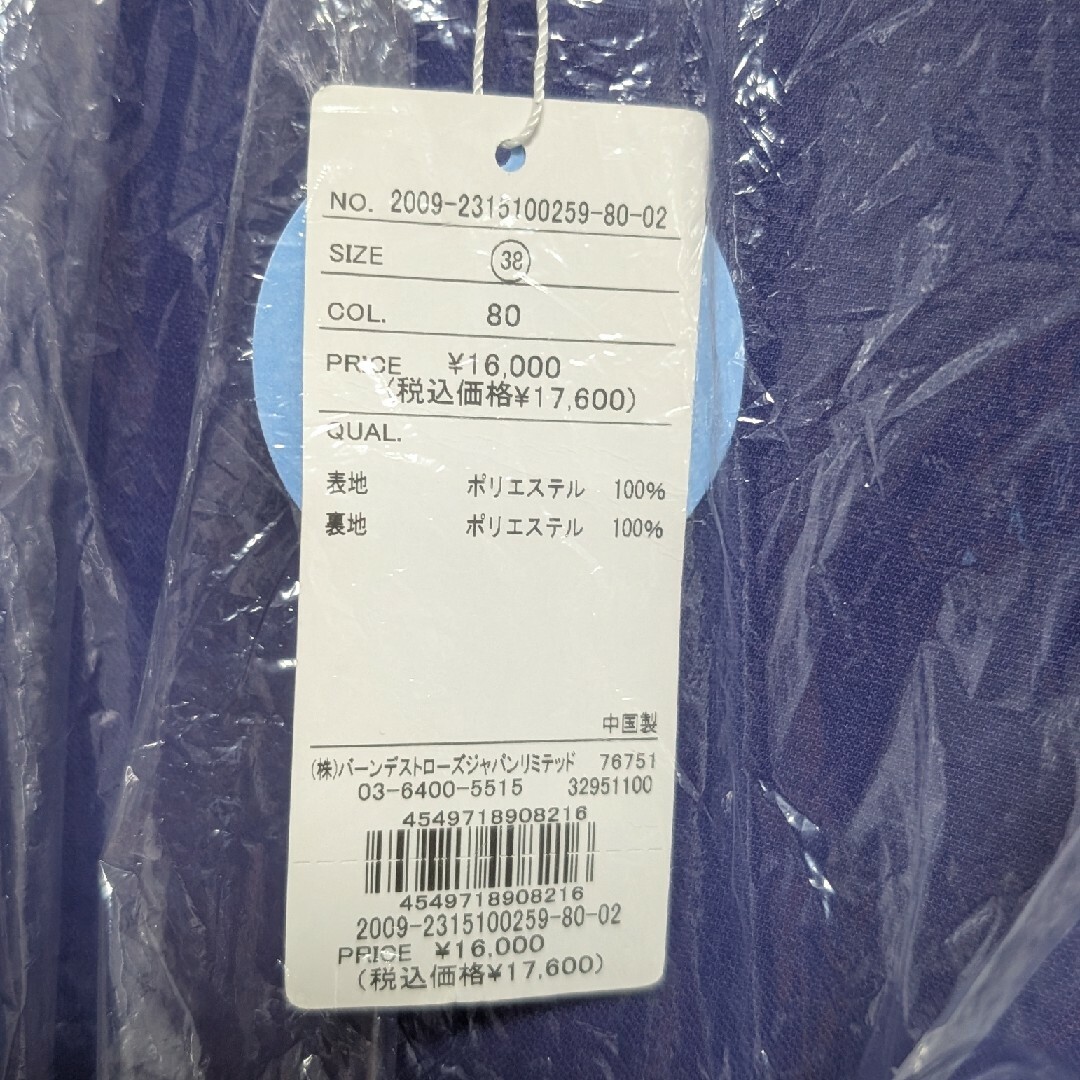 NO. 2009-2315100259-80-02
SIZE 38
COL. 80
PRICE ¥16,000
(税込価格¥17,600)
QUAL.
表地 ポリエステル 100%
裏地 ポリエステル 100%
中国製
(株)バーンデストローズジャパンリミテッド 76751
03-6400-5515 32951100
4549718908216
4549718908216
2009-2315100259-80-02
PRICE ¥16,000
(税込価格¥17,600)